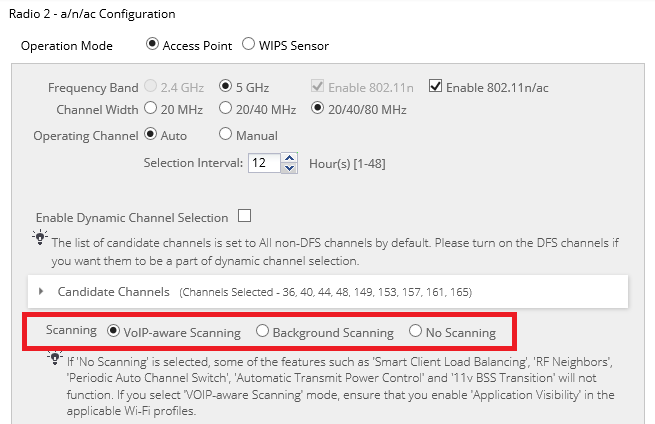 Radio 2 - a/n/ac Configuration
Operation Mode Access Point WIPS Sensor
Frequency Band 2.4 GHz 5 GHz Enable 802.11n Enable 802.11n/ac
Channel Width 20 MHz 20/40 MHz 20/40/80 MHz
Operating Channel Auto Manual
Selection Interval: 12 Hour(s) [1-48]
Enable Dynamic Channel Selection
The list of candidate channels is set to All non-DFS channels by default. Please turn on the DFS channels if
you want them to be a part of dynamic channel selection.
Candidate Channels (Channels Selected - 36, 40, 44, 48, 149, 153, 157, 161, 165)
Scanning VoIP-aware Scanning Background Scanning No Scanning
If 'No Scanning' is selected, some of the features such as 'Smart Client Load Balancing', 'RF Neighbors',
'Periodic Auto Channel Switch', 'Automatic Transmit Power Control' and '11v BSS Transition' will not
function. If you select 'VOIP-aware Scanning' mode, ensure that you enable 'Application Visibility' in the
applicable Wi-Fi profiles.